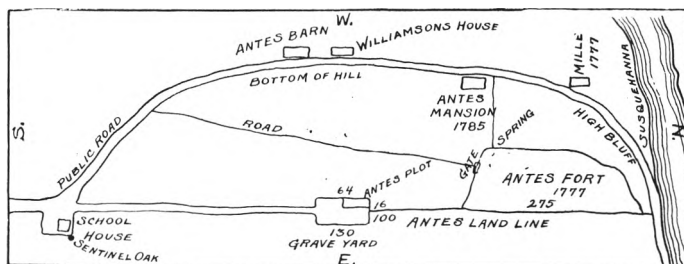 W.
ANTES BARN
WILLIAMSONS HOUSE
MILLE
1777
SUSQUEHANNA
BOTTOM OF HILL
ANTES
MANSION
1785
HIGH BLUFF
S.
N
PUBLIC ROAD
ROAD
GATE
SPRING
ANTES FORT
1777
275
64
ANTES PLOT
16
100
ANTES LAND LINE
130
GRAVE YARD
SCHOOL
HOUSE
SENTINEL OAK
E.